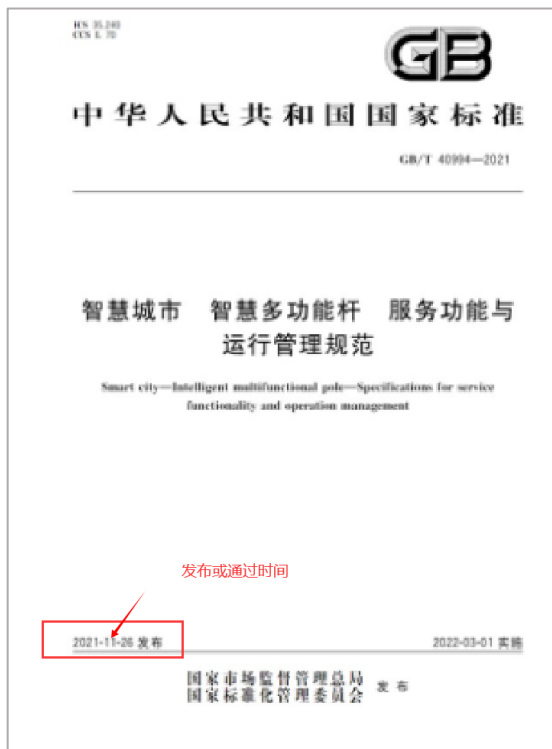 ICS 35.240
CCS L 70
GB
中华人民共和国国家标准
GB/T 40994—2021
智慧城市 智慧多功能杆 服务功能与
运行管理规范
Smart city—Intelligent multifunctional pole—Specifications for service
functionality and operation management
发布或通过时间
2021-11-26 发布
2022-03-01 实施
国家市场监督管理总局
国家标准化管理委员会
发布